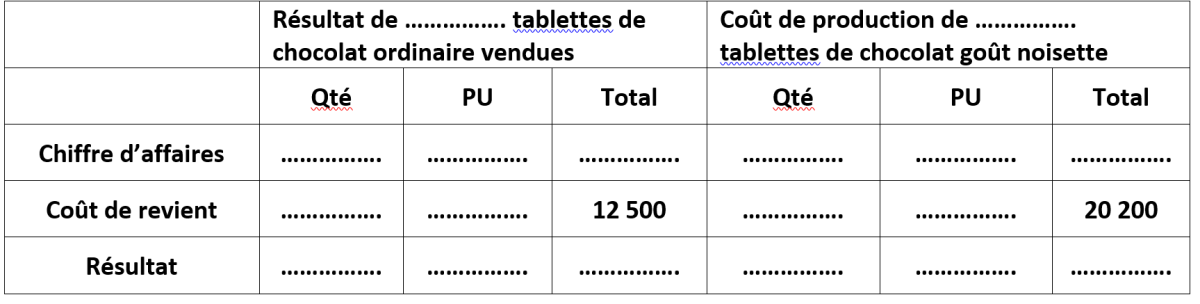 Résultat de ……………. tablettes de
chocolat ordinaire vendues
Coût de production de …………….
tablettes de chocolat goût noisette
Qté PU Total Qté PU Total
Chiffre d’affaires ……………. ……………. ……………. ……………. ……………. …………….
Coût de revient ……………. ……………. 12 500 ……………. ……………. 20 200
Résultat ……………. ……………. ……………. ……………. ……………. …………….